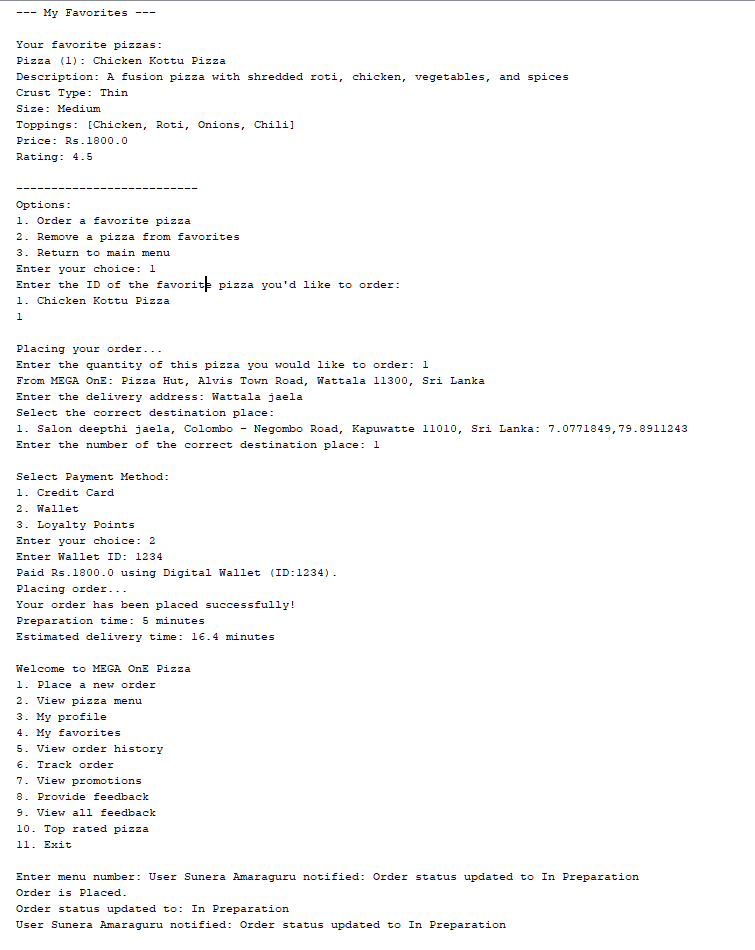 --- My Favorites ---
Your favorite pizzas:
Pizza (1): Chicken Kottu Pizza
Description: A fusion pizza with shredded roti, chicken, vegetables, and spices
Crust Type: Thin
Size: Medium
Toppings: [Chicken, Roti, Onions, Chili]
Price: Rs.1800.0
Rating: 4.5
--------------------------
Options:
1. Order a favorite pizza
2. Remove a pizza from favorites
3. Return to main menu
Enter your choice: 1
Enter the ID of the favorite pizza you'd like to order:
1. Chicken Kottu Pizza
1
Placing your order...
Enter the quantity of this pizza you would like to order: 1
From MEGA OnE: Pizza Hut, Alvis Town Road, Wattala 11300, Sri Lanka
Enter the delivery address: Wattala jaela
Select the correct destination place:
1. Salon deepthi jaela, Colombo - Negombo Road, Kapuwatte 11010, Sri Lanka: 7.0771849,79.8911243
Enter the number of the correct destination place: 1
Select Payment Method:
1. Credit Card
2. Wallet
3. Loyalty Points
Enter your choice: 2
Enter Wallet ID: 1234
Paid Rs.1800.0 using Digital Wallet (ID:1234).
Placing order...
Your order has been placed successfully!
Preparation time: 5 minutes
Estimated delivery time: 16.4 minutes
Welcome to MEGA OnE Pizza
1. Place a new order
2. View pizza menu
3. My profile
4. My favorites
5. View order history
6. Track order
7. View promotions
8. Provide feedback
9. View all feedback
10. Top rated pizza
11. Exit
Enter menu number: User Sunera Amaraguru notified: Order status updated to In Preparation
Order is Placed.
Order status updated to: In Preparation
User Sunera Amaraguru notified: Order status updated to In Preparation